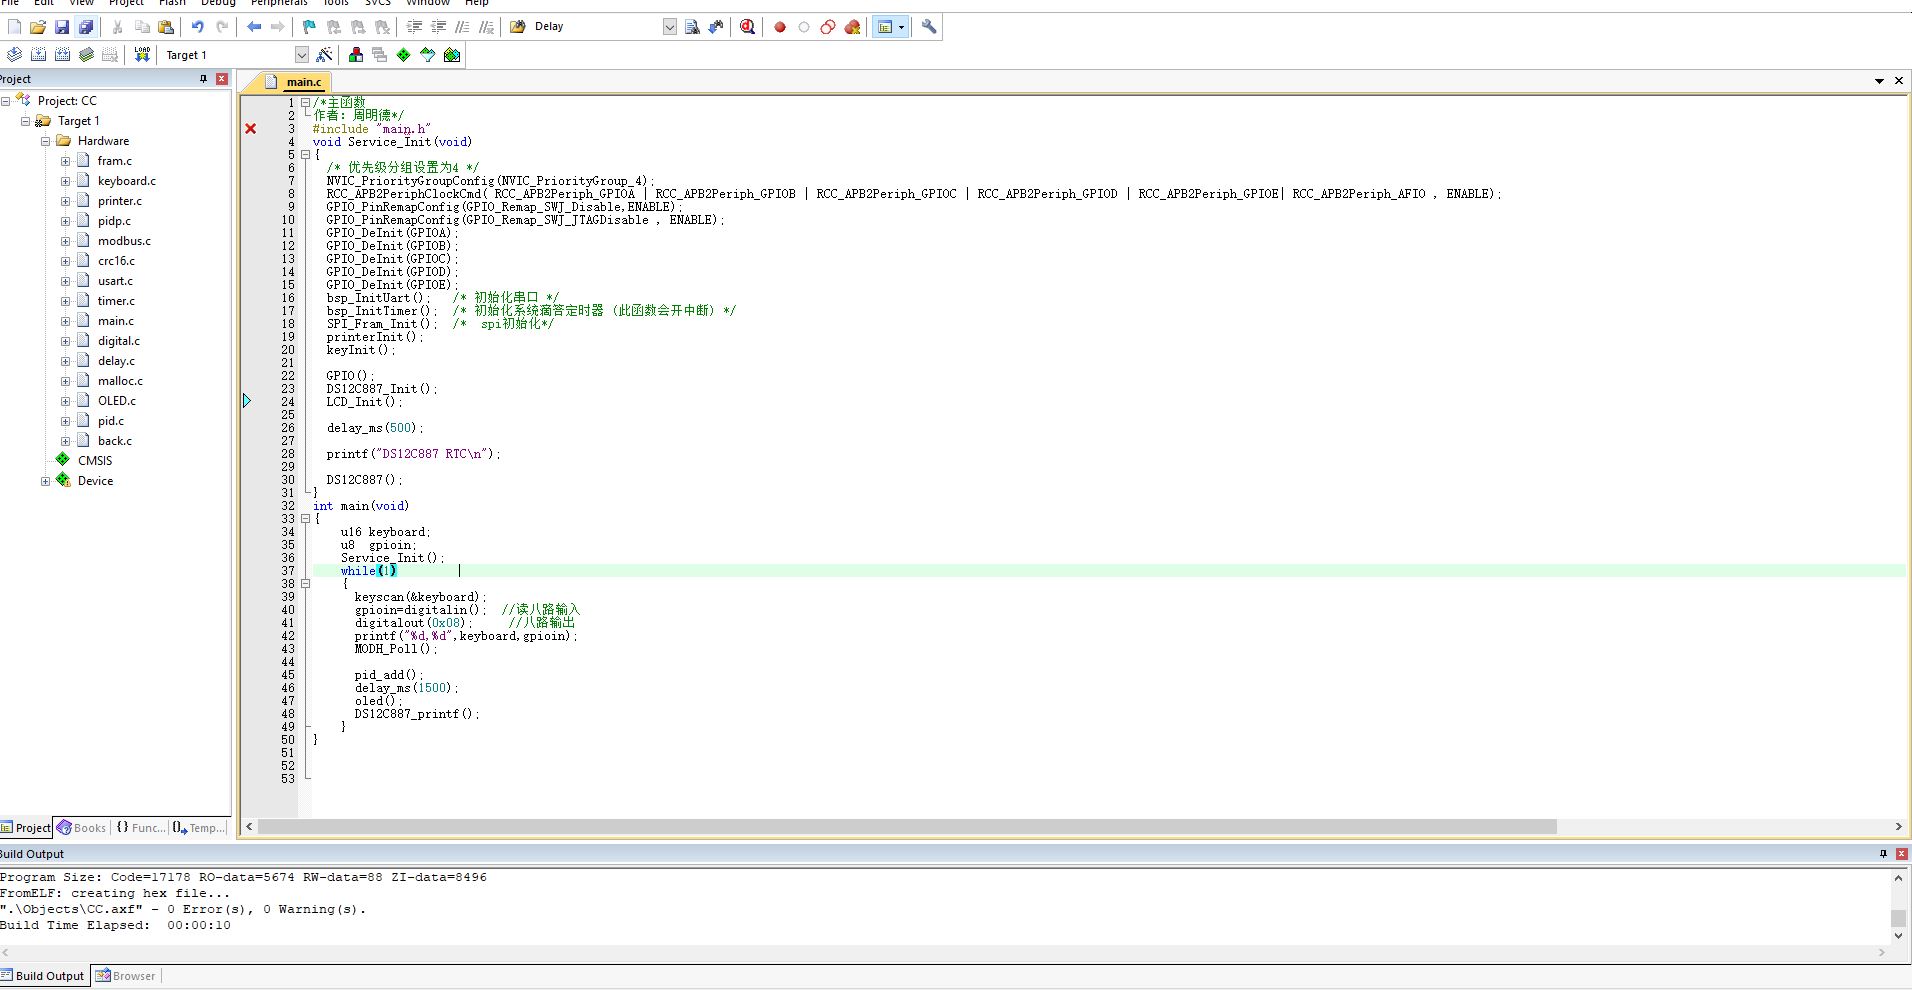 File Edit View Project Flash Debug Peripherals Tools SVCS Window Help
Delay
LOAD Target 1
Project
Project: CC
Target 1
Hardware
fram.c
keyboard.c
printer.c
pidp.c
modbus.c
crc16.c
usart.c
timer.c
main.c
digital.c
delay.c
malloc.c
OLED.c
pid.c
back.c
CMSIS
Device
Project Books {} Func... Temp...
main.c
1 /*主函数
2 作者: 周明德*/
3 #include "main.h"
4 void Service_Init(void)
5 {
6 /* 优先级分组设置为4 */
7 NVIC_PriorityGroupConfig(NVIC_PriorityGroup_4);
8 RCC_APB2PeriphClockCmd( RCC_APB2Periph_GPIOA | RCC_APB2Periph_GPIOB | RCC_APB2Periph_GPIOC | RCC_APB2Periph_GPIOD | RCC_APB2Periph_GPIOE| RCC_APB2Periph_AFIO , ENABLE);
9 GPIO_PinRemapConfig(GPIO_Remap_SWJ_Disable,ENABLE);
10 GPIO_PinRemapConfig(GPIO_Remap_SWJ_JTAGDisable , ENABLE);
11 GPIO_DeInit(GPIOA);
12 GPIO_DeInit(GPIOB);
13 GPIO_DeInit(GPIOC);
14 GPIO_DeInit(GPIOD);
15 GPIO_DeInit(GPIOE);
16 bsp_InitUart(); /* 初始化串口 */
17 bsp_InitTimer(); /* 初始化系统滴答定时器 (此函数会开中断) */
18 SPI_Fram_Init(); /* spi初始化*/
19 printerInit();
20 keyInit();
21
22 GPIO();
23 DS12C887_Init();
24 LCD_Init();
25
26 delay_ms(500);
27
28 printf("DS12C887 RTC\n");
29
30 DS12C887();
31 }
32 int main(void)
33 {
34 u16 keyboard;
35 u8 gpioin;
36 Service_Init();
37 while(1)
38 {
39 keyscan(&keyboard);
40 gpioin=digitalin(); //读八路输入
41 digitalout(0x08); //八路输出
42 printf("%d,%d",keyboard,gpioin);
43 MODH_Poll();
44
45 pid_add();
46 delay_ms(1500);
47 oled();
48 DS12C887_printf();
49 }
50 }
51
52
53
Build Output
Program Size: Code=17178 RO-data=5674 RW-data=88 ZI-data=8496
FromELF: creating hex file...
".\Objects\CC.axf" - 0 Error(s), 0 Warning(s).
Build Time Elapsed: 00:00:10
Build Output Browser